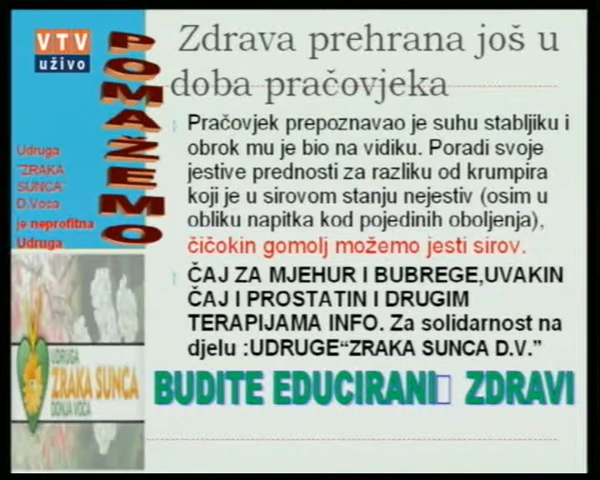 VTV
uživo
POMAŽEMO
Udruga
"ZRAKA
SUNCA"
D.Voća
je neprofitna
Udruga
UDRUGA
ZRAKA SUNCA
DONJA VOĆA
Zdrava prehrana još u
doba pračovjeka
Pračovjek prepoznavao je suhu stabljiku i
obrok mu je bio na vidiku. Poradi svoje
jestive prednosti za razliku od krumpira
koji je u sirovom stanju nejestiv (osim u
obliku napitka kod pojedinih oboljenja),
čičokin gomolj možemo jesti sirov.
ČAJ ZA MJEHUR I BUBREGE,UVAKIN
ČAJ I PROSTATIN I DRUGIM
TERAPIJAMA INFO. Za solidarnost na
djelu :UDRUGE“ZRAKA SUNCA D.V.”
BUDITE EDUCIRANI ZDRAVI